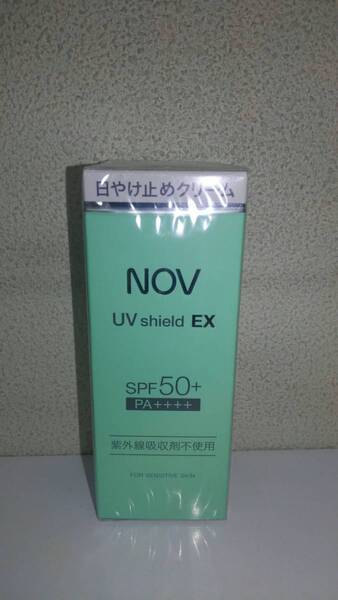 日やけ止めクリーム
NOV
UV shield EX
SPF50+
PA++++
紫外線吸収剤不使用
FOR SENSITIVE SKIN